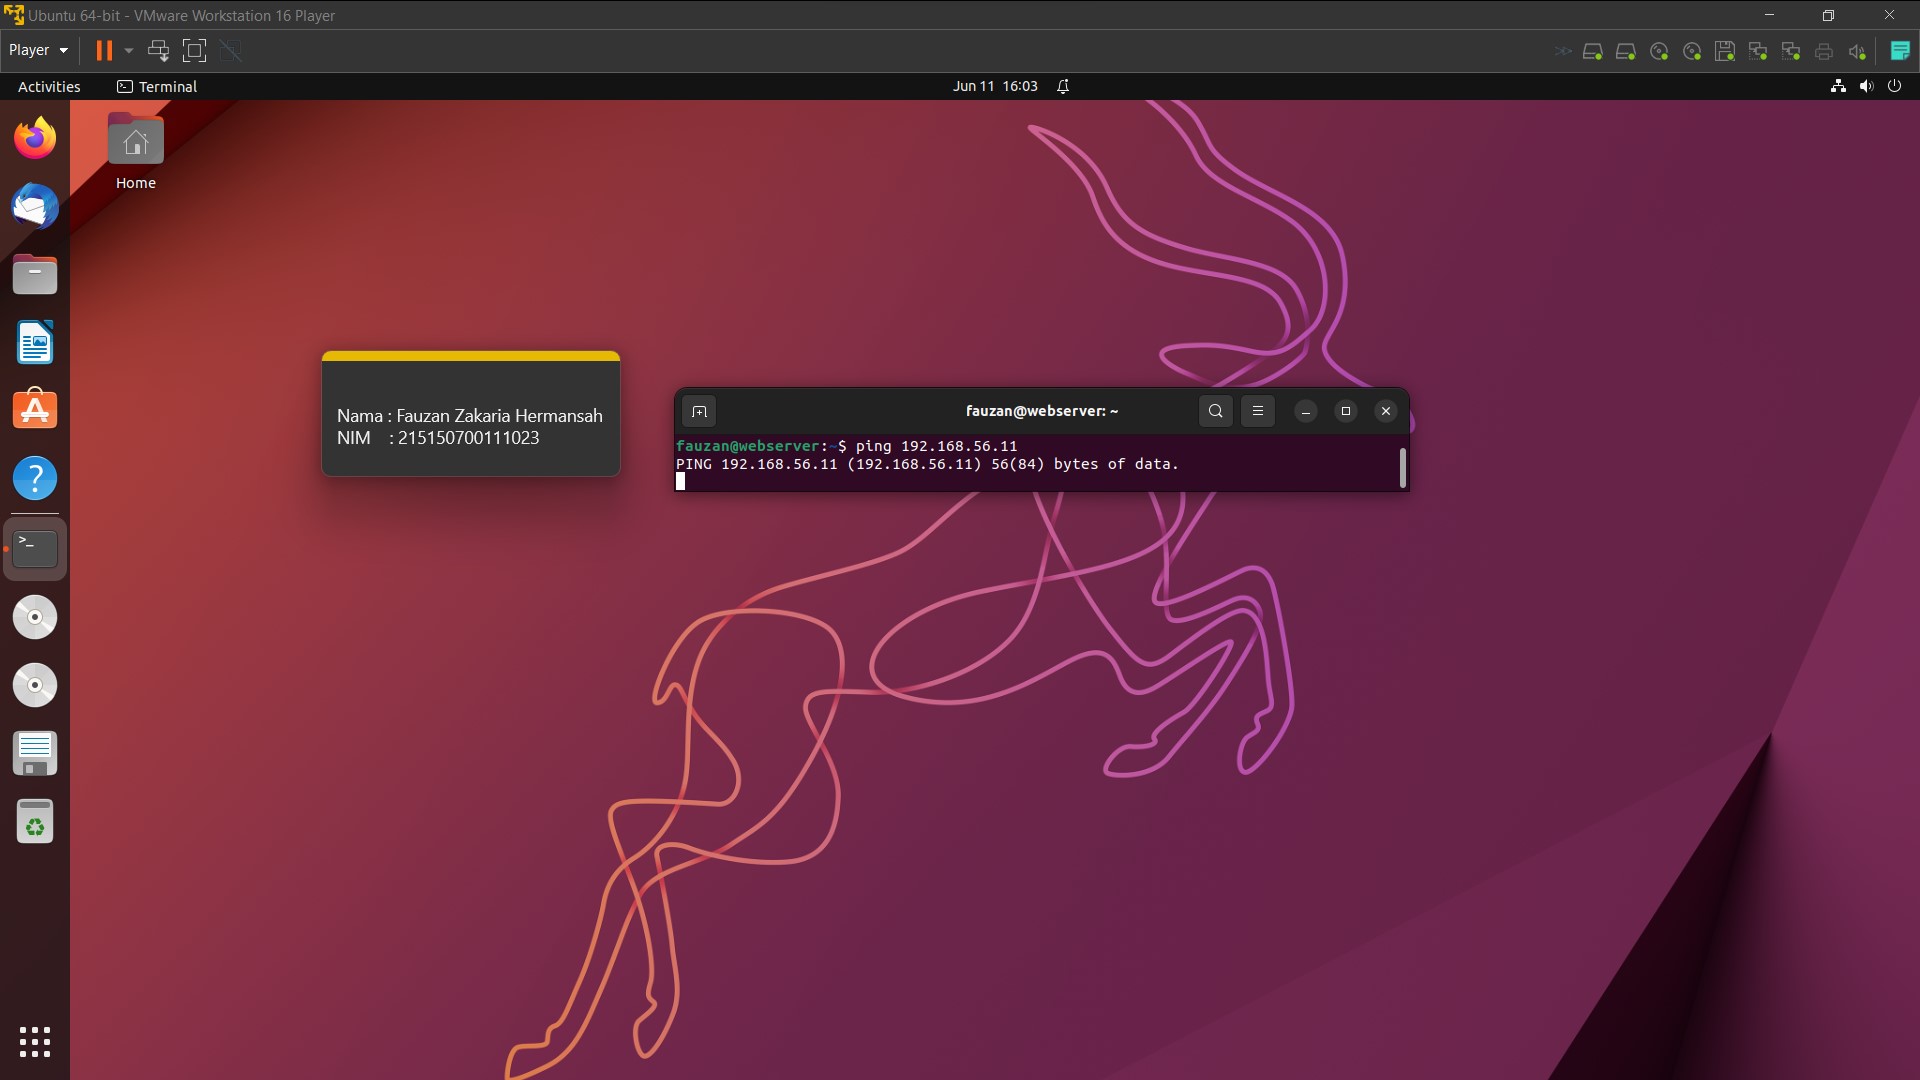 Ubuntu 64-bit - VMware Workstation 16 Player
Player
Activities
Terminal
Jun 11 16:03
Home
Nama : Fauzan Zakaria Hermansah
NIM : 215150700111023
fauzan@webserver: ~
fauzan@webserver:~$ ping 192.168.56.11
PING 192.168.56.11 (192.168.56.11) 56(84) bytes of data.